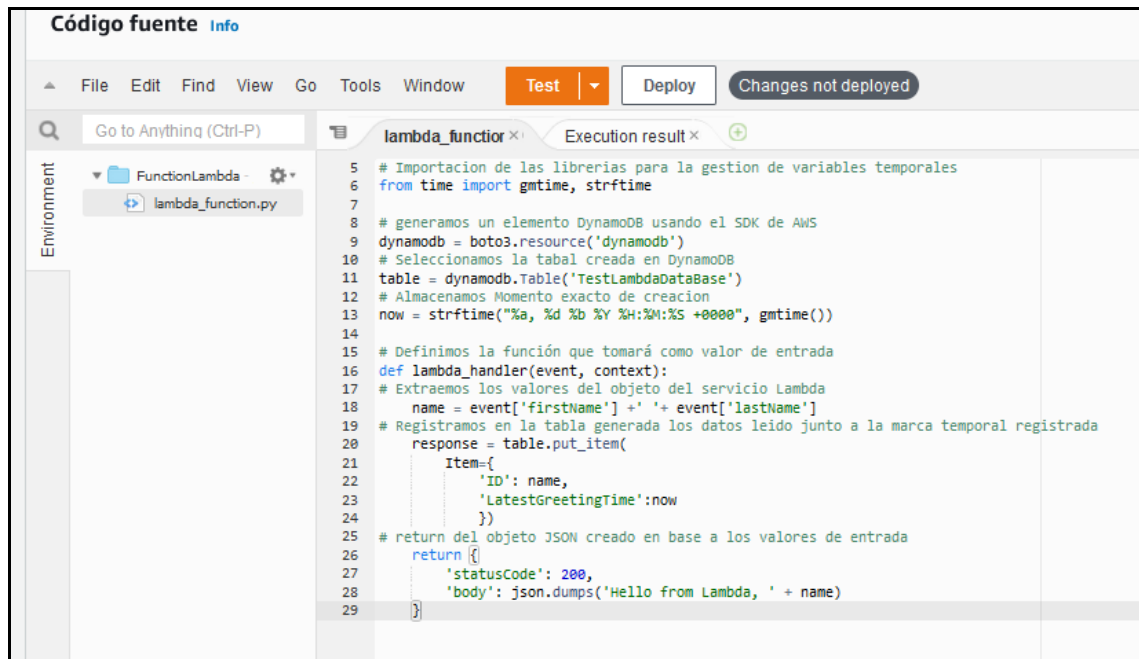 Código fuente Info
File Edit Find View Go Tools Window Test Deploy Changes not deployed
Go to Anything (Ctrl-P)
lambda_function Execution result
Environment
FunctionLambda -
lambda_function.py
5 # Importacion de las librerias para la gestion de variables temporales
6 from time import gmtime, strftime
7
8 # generamos un elemento DynamoDB usando el SDK de AWS
9 dynamodb = boto3.resource('dynamodb')
10 # Seleccionamos la tabal creada en DynamoDB
11 table = dynamodb.Table('TestLambdaDataBase')
12 # Almacenamos Momento exacto de creacion
13 now = strftime("%a, %d %b %Y %H:%M:%S +0000", gmtime())
14
15 # Definimos la función que tomará como valor de entrada
16 def lambda_handler(event, context):
17 # Extraemos los valores del objeto del servicio Lambda
18     name = event['firstName'] +' '+ event['lastName']
19 # Registramos en la tabla generada los datos leido junto a la marca temporal registrada
20     response = table.put_item(
21         Item={
22             'ID': name,
23             'LatestGreetingTime':now
24             })
25 # return del objeto JSON creado en base a los valores de entrada
26     return {
27         'statusCode': 200,
28         'body': json.dumps('Hello from Lambda, ' + name)
29     }